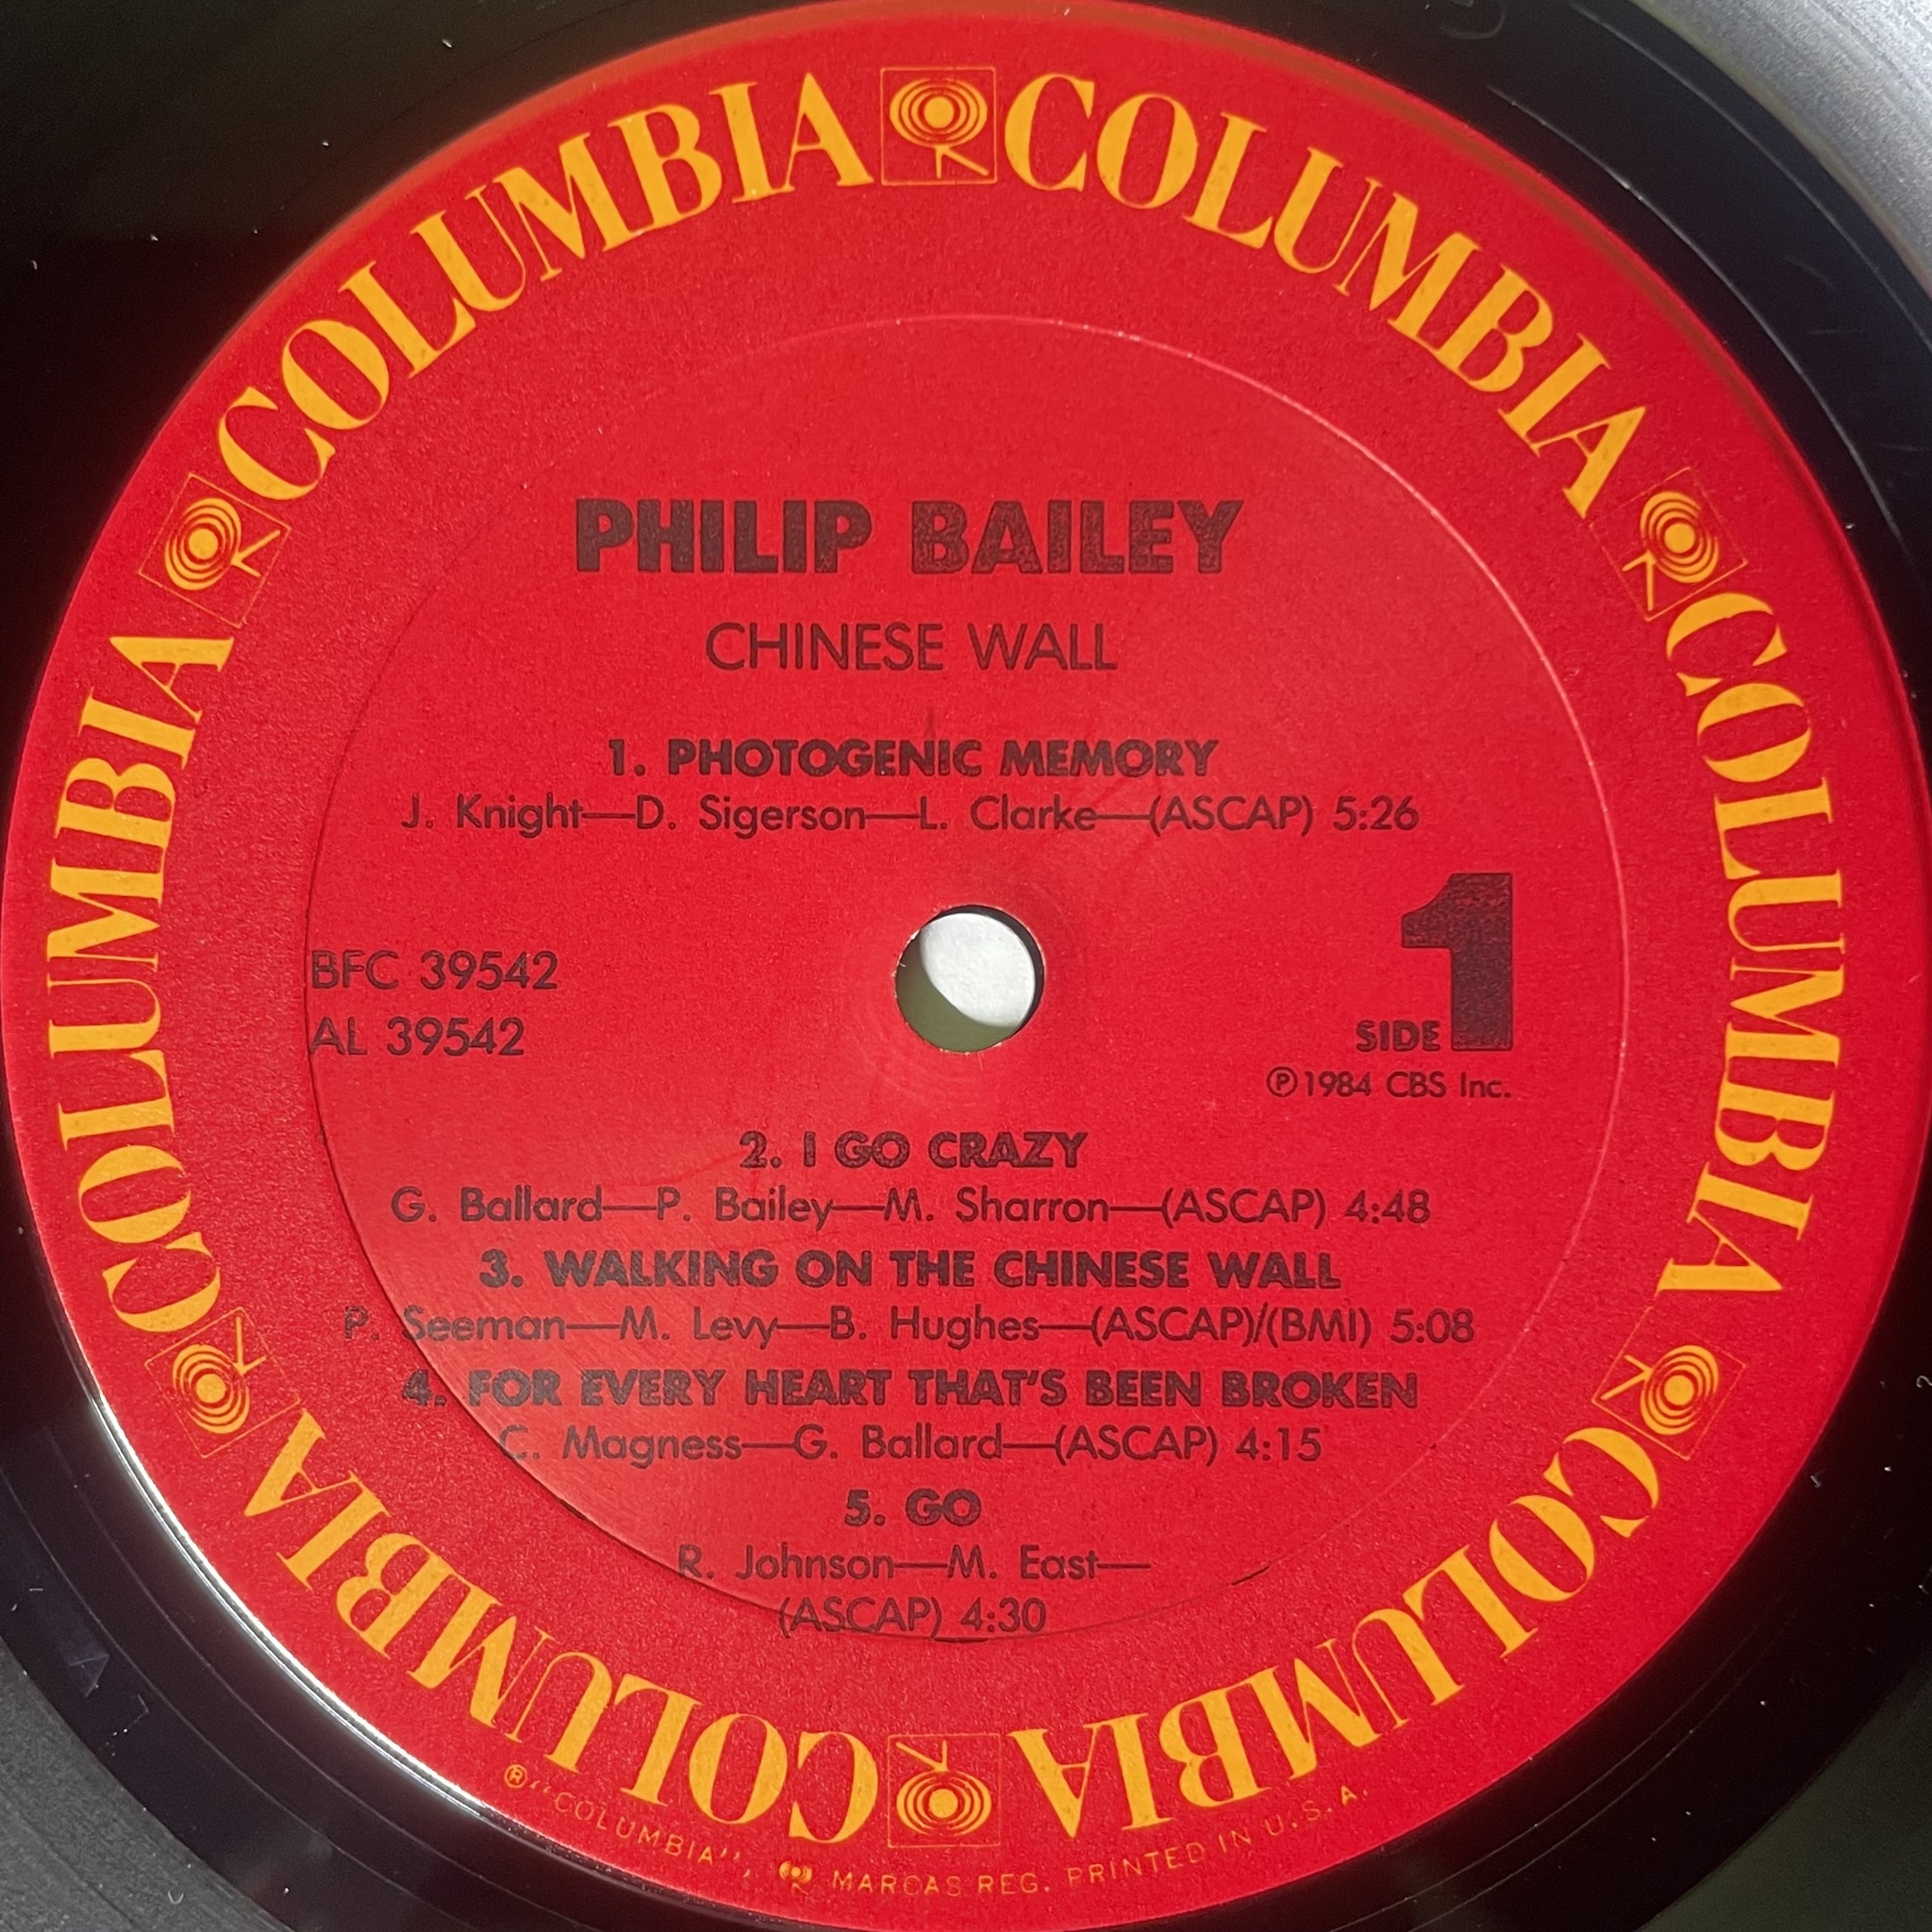 COLUMBIA COLUMBIA COLUMBIA COLUMBIA COLUMBIA COLUMBIA
PHILIP BAILEY
CHINESE WALL
1. PHOTOGENIC MEMORY
J. Knight—D. Sigerson—L. Clarke—(ASCAP) 5:26
BFC 39542
AL 39542
SIDE 1
℗1984 CBS Inc.
2. I GO CRAZY
G. Ballard—P. Bailey—M. Sharron—(ASCAP) 4:48
3. WALKING ON THE CHINESE WALL
P. Seeman—M. Levy—B. Hughes—(ASCAP)/(BMI) 5:08
4. FOR EVERY HEART THAT'S BEEN BROKEN
C. Magness—G. Ballard—(ASCAP) 4:15
5. GO
R. Johnson—M. East—
(ASCAP) 4:30
®"COLUMBIA", MARCAS REG. PRINTED IN U.S.A.